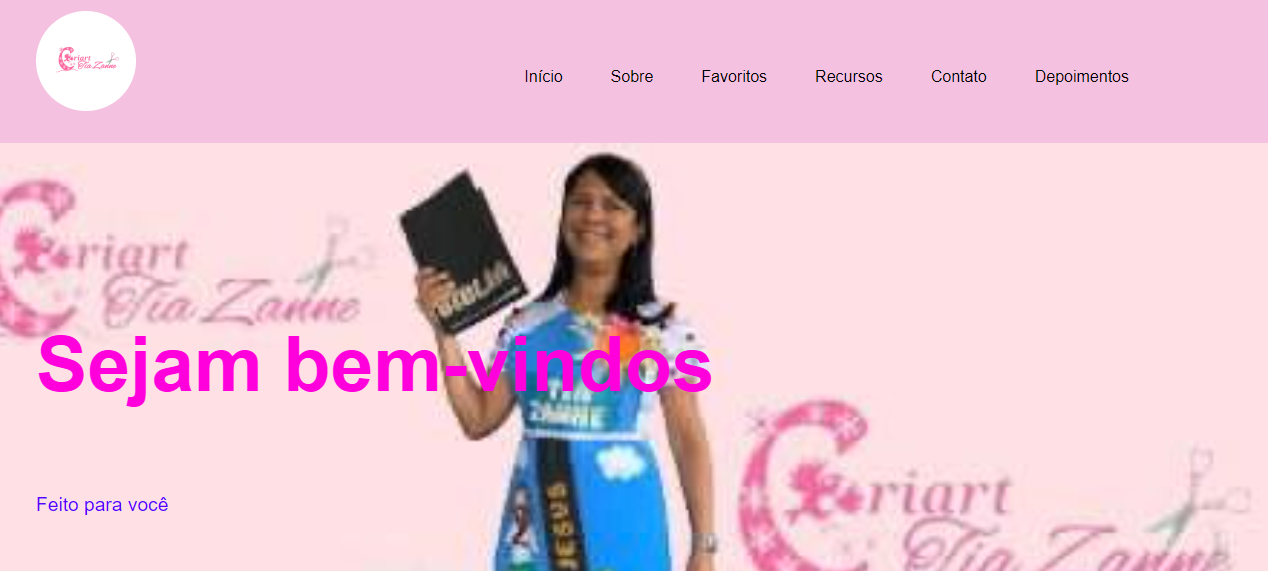 Criart
Tia Zanne
Início Sobre Favoritos Recursos Contato Depoimentos
Criart
Tia Zanne
BÍBLIA
Sejam bem-vindos
TIA
ZANNE
JESUS
Criart
Tia Zanne
Feito para você